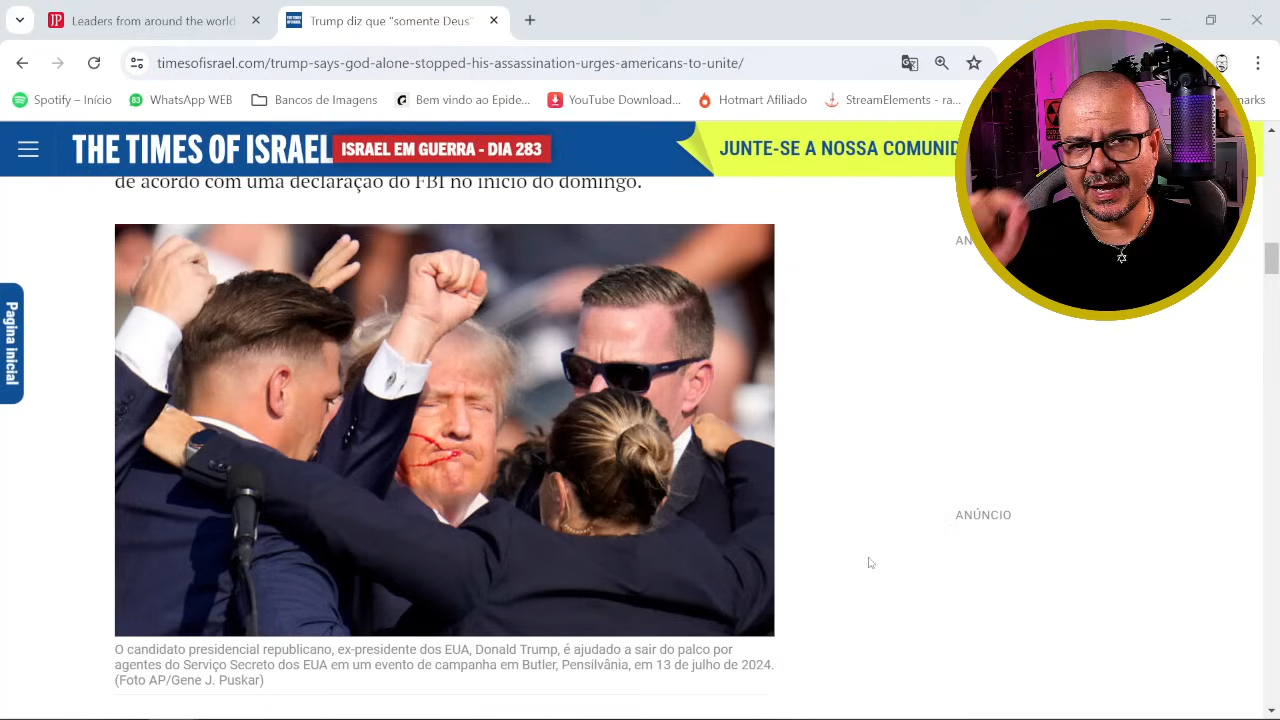 Leaders from around the world
Trump diz que "somente Deus"
timesofisrael.com/trump-says-god-alone-stopped-his-assassination-urges-americans-to-unite/
Spotify – Início
WhatsApp WEB
Bancos de Imagens
Bem vindo ao Ente...
YouTube Download...
Hotmart Afiliado
StreamElements - ra...
THE TIMES OF ISRAEL
ISRAEL EM GUERRA - DIA 283
JUNTE-SE A NOSSA
de acordo com uma declaração do FBI no início do domingo.
Pagina inicial
ANÚNCIO
O candidato presidencial republicano, ex-presidente dos EUA, Donald Trump, é ajudado a sair do palco por
agentes do Serviço Secreto dos EUA em um evento de campanha em Butler, Pensilvânia, em 13 de julho de 2024.
(Foto AP/Gene J. Puskar)